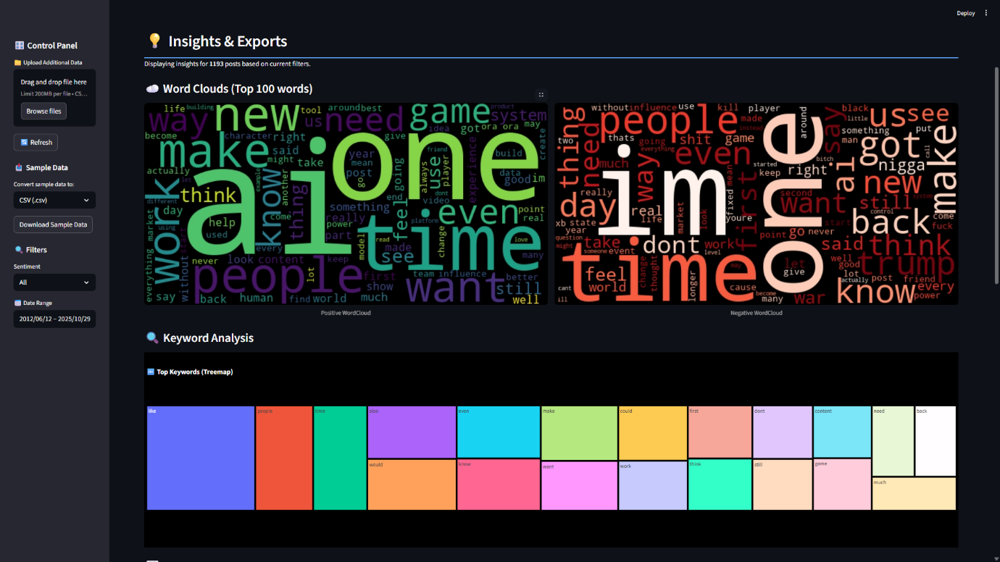 Deploy
Control Panel
Upload Additional Data
Drag and drop file here
Limit 200MB per file • CS...
Browse files
Refresh
Sample Data
Convert sample data to:
CSV (.csv)
Download Sample Data
Filters
Sentiment
All
Date Range
2012/06/12 – 2025/10/29
Insights & Exports
Displaying insights for 1193 posts based on current filters.
Word Clouds (Top 100 words)
life
building
new
tool
around
best
game
product
way
us
need
system
become
character
right
idea
got
ora ora
may
make
said
give
one
create
might
take
year
friend
use
experience
build
mean
post
go
going
always
player
data
good
im
actually
ai
let
example
another
think
know
work
different
day
thing
something
end
dont
video
even
point
real
using
help
come
really
feel
platform
used
power
time
every
part
model
read
change
love
everything
market
without
start
never
look
content
keep
made
see
many
people
lot
first
team
influence
better
show
want
still
say
back
human
find
world
much
well
Positive WordCloud
thing
without
influence
use
kill
player
around
say
black
us
see
people
made
little
two
need
thats
going
shit
game
instead
something
put
everything
man
got
call
make
much
way
even
bitch
al
nigga
im
started
keep
right
new
day
really
real
life
market
look
mean
fixed
youre
first
second
want
still
system
xb
state
year
control
back
come
start
fuck
question
might
take
dont
work
point
go
never
said
think
someone
event
level
time
one
let
give
well
good
trump
feel
world
change
thought
longer
may
cause
become
many
war
lot
actually
post
friend
every
know
power
cant
ill
Negative WordCloud
Keyword Analysis
Top Keywords (Treemap)
like
people
time
also
even
make
could
first
dont
content
need
back
would
know
want
work
think
still
game
much